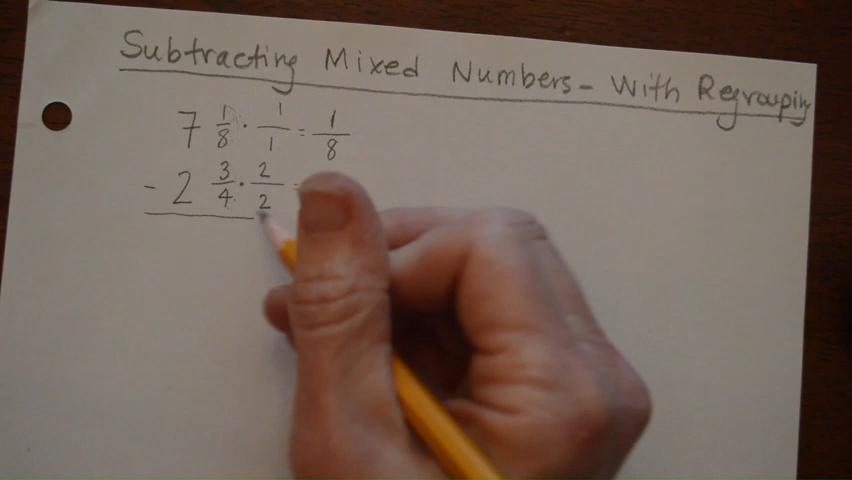 Subtracting Mixed Numbers - With Regrouping
7 1/8 · 1/1 = 1/8
- 2 3/4 · 2/2 =